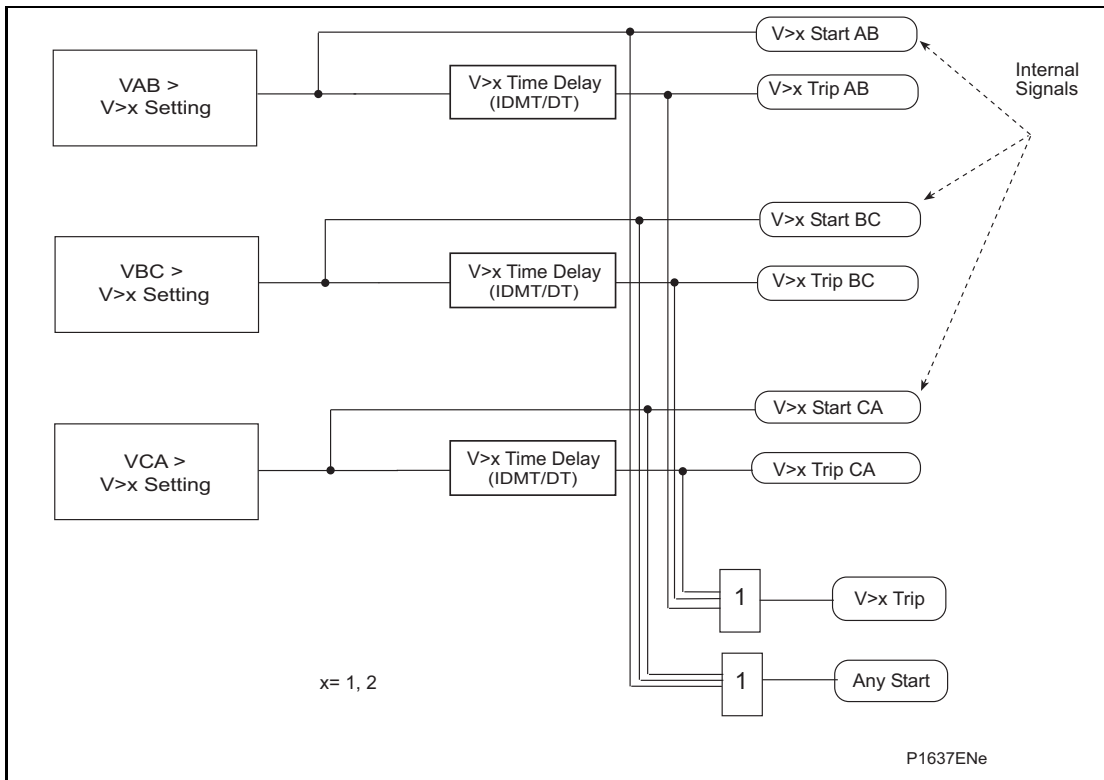 V>x Start AB
VAB >
V>x Setting
V>x Time Delay
(IDMT/DT)
V>x Trip AB
Internal
Signals
V>x Start BC
VBC >
V>x Setting
V>x Time Delay
(IDMT/DT)
V>x Trip BC
V>x Start CA
VCA >
V>x Setting
V>x Time Delay
(IDMT/DT)
V>x Trip CA
1
V>x Trip
x= 1, 2
1
Any Start
P1637ENe